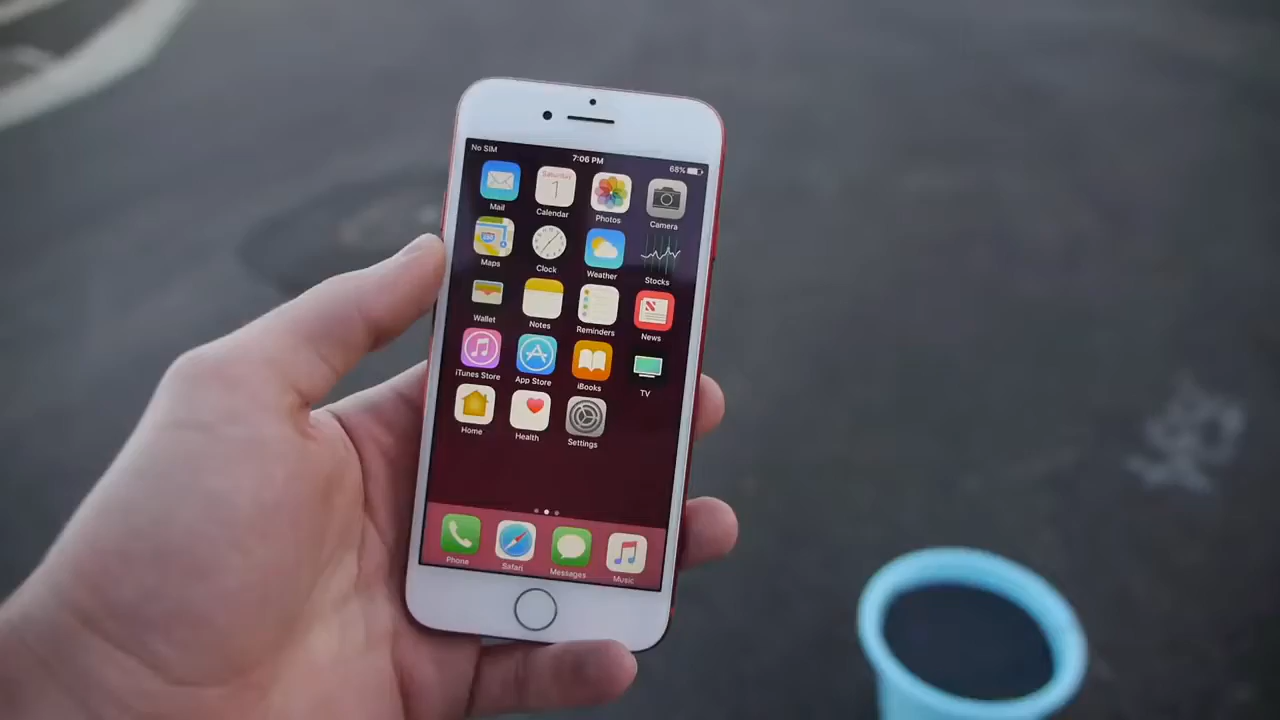 No SIM 7:06 PM 68%
Mail Saturday 1 Calendar Photos Camera
Maps Clock Weather Stocks
Wallet Notes Reminders News
iTunes Store App Store iBooks TV
Home Health Settings
Phone Safari Messages Music